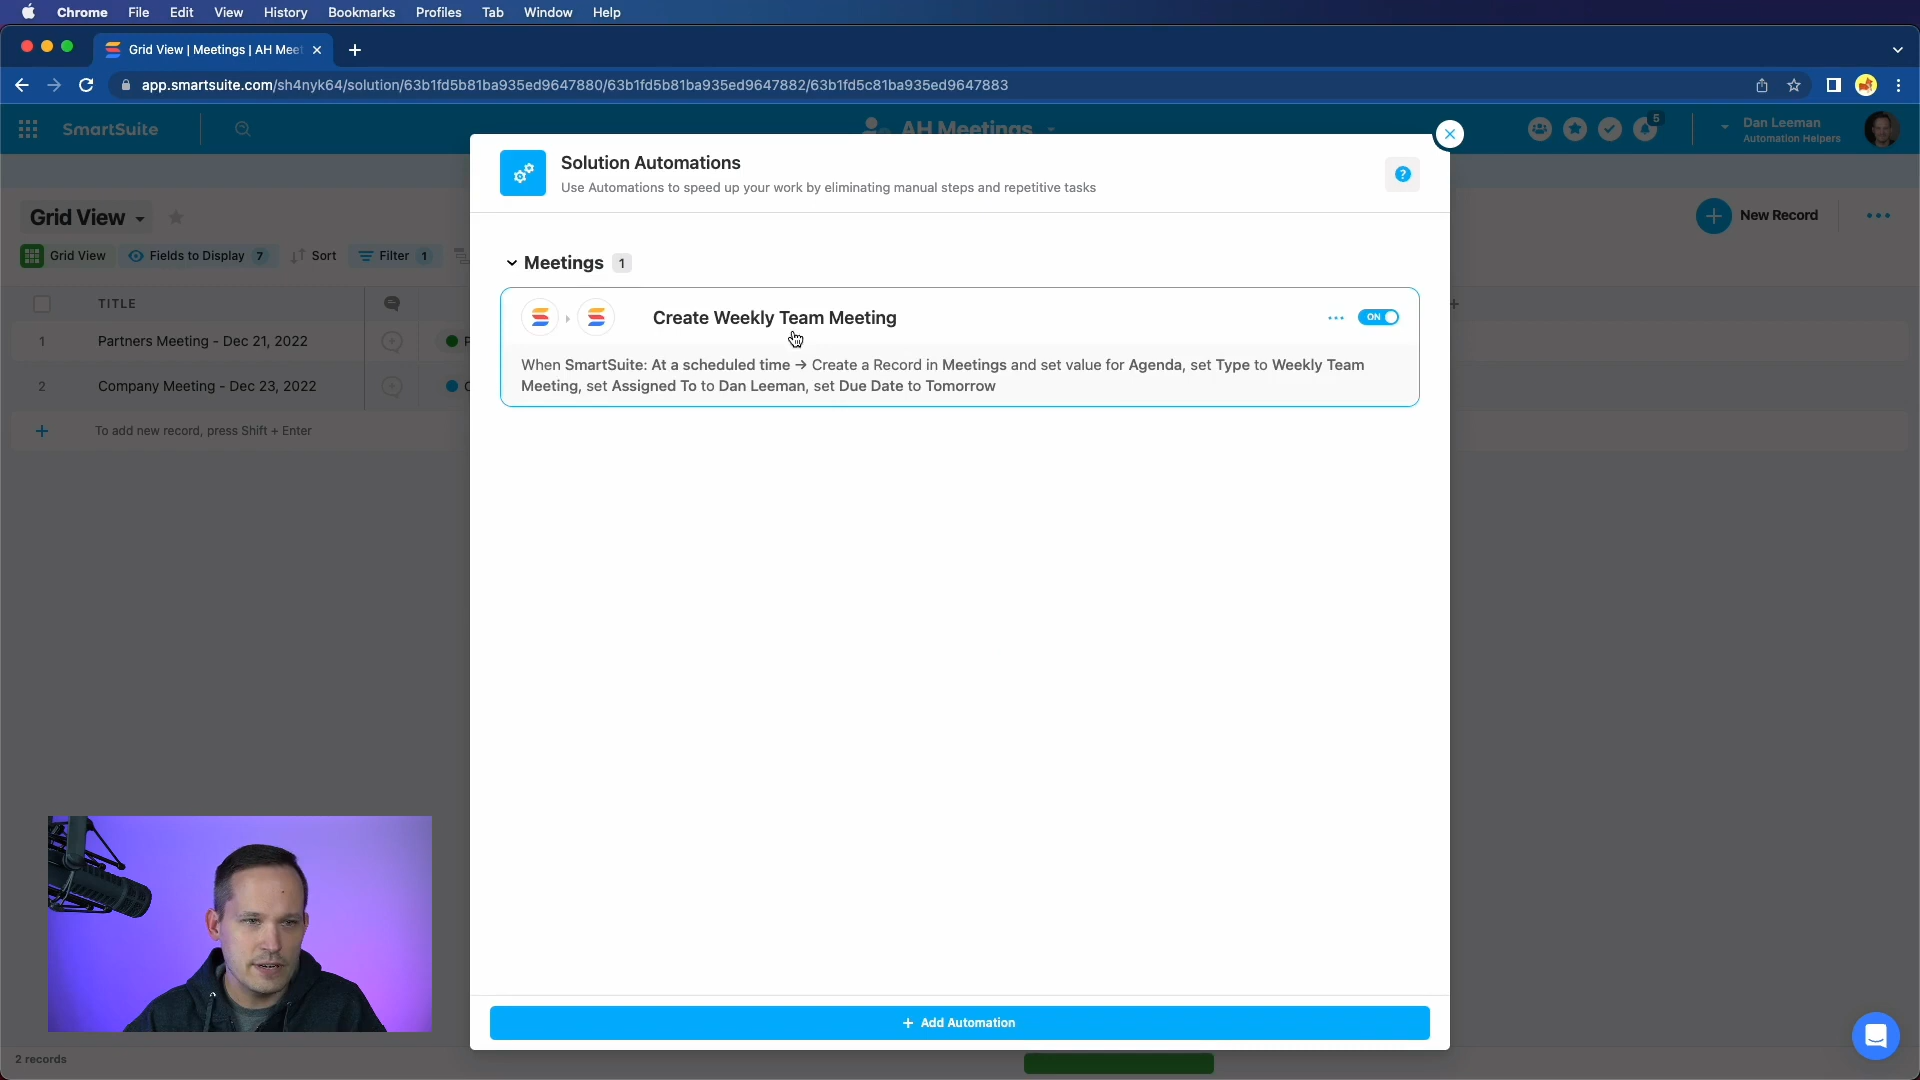 Chrome File Edit View History Bookmarks Profiles Tab Window Help
Grid View | Meetings | AH Meet
app.smartsuite.com/sh4nyk64/solution/63b1fd5b81ba935ed9647880/63b1fd5b81ba935ed9647882/63b1fd5c81ba935ed9647883
SmartSuite
AH Meetings
5
Dan Leeman
Automation Helpers
Solution Automations
Use Automations to speed up your work by eliminating manual steps and repetitive tasks
?
Grid View
New Record
Grid View Fields to Display 7 Sort Filter 1
Meetings 1
TITLE
Create Weekly Team Meeting
ON
1 Partners Meeting - Dec 21, 2022
When SmartSuite: At a scheduled time → Create a Record in Meetings and set value for Agenda, set Type to Weekly Team
Meeting, set Assigned To to Dan Leeman, set Due Date to Tomorrow
2 Company Meeting - Dec 23, 2022
+ To add new record, press Shift + Enter
+ Add Automation
2 records